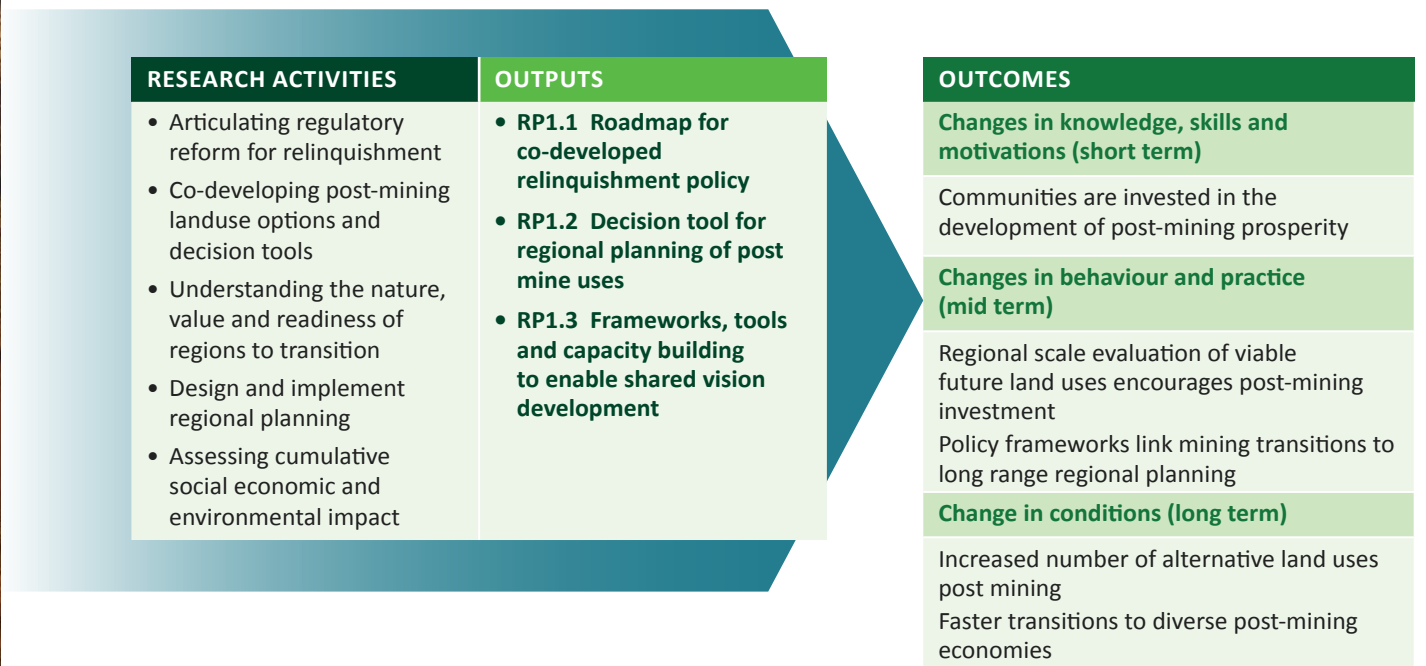 RESEARCH ACTIVITIES
• Articulating regulatory
reform for relinquishment
• Co-developing post-mining
landuse options and
decision tools
• Understanding the nature,
value and readiness of
regions to transition
• Design and implement
regional planning
• Assessing cumulative
social economic and
environmental impact
OUTPUTS
• RP1.1 Roadmap for
co-developed
relinquishment policy
• RP1.2 Decision tool for
regional planning of post
mine uses
• RP1.3 Frameworks, tools
and capacity building
to enable shared vision
development
OUTCOMES
Changes in knowledge, skills and
motivations (short term)
Communities are invested in the
development of post-mining prosperity
Changes in behaviour and practice
(mid term)
Regional scale evaluation of viable
future land uses encourages post-mining
investment
Policy frameworks link mining transitions to
long range regional planning
Change in conditions (long term)
Increased number of alternative land uses
post mining
Faster transitions to diverse post-mining
economies